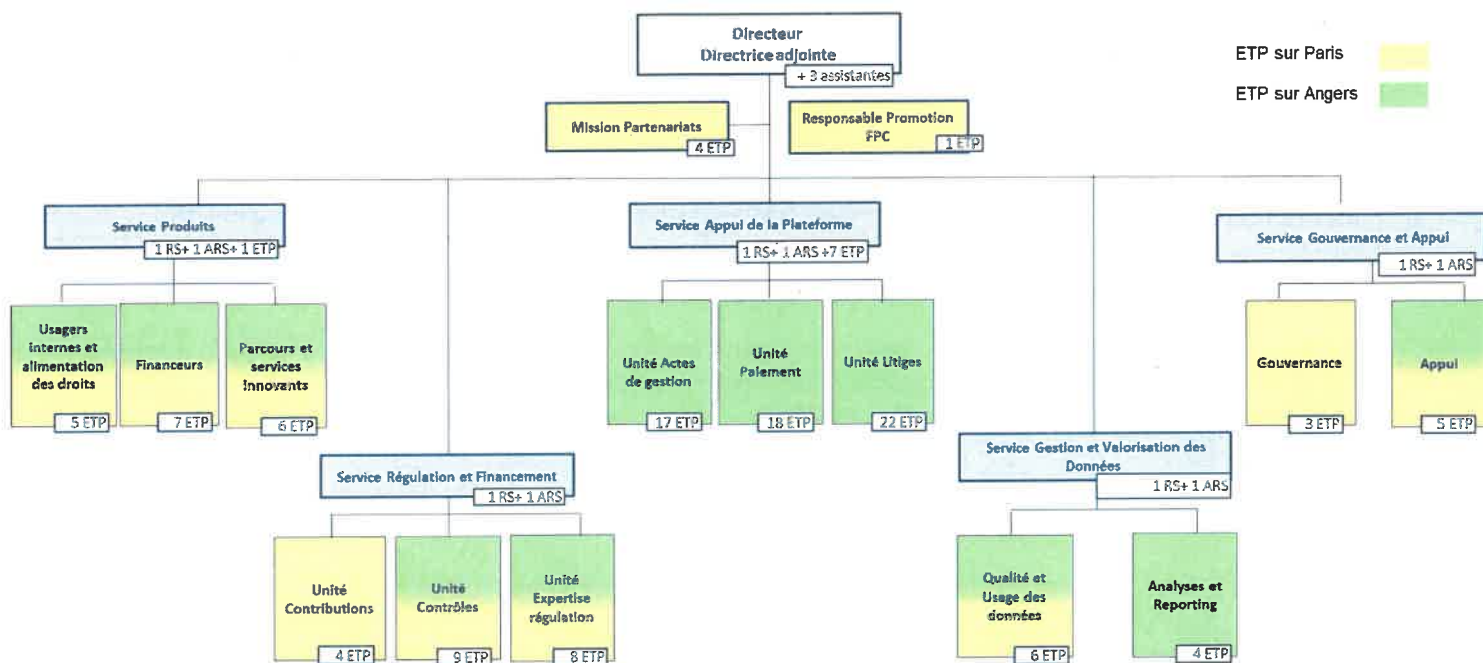 Directeur
Directrice adjointe
+ 3 assistantes
ETP sur Paris
ETP sur Angers
Mission Partenariats
4 ETP
Responsable Promotion
FPC
1 ETP
Service Produits
1 RS+ 1 ARS+ 1 ETP
Usagers
internes et
alimentation
des droits
5 ETP
Financeurs
7 ETP
Parcours et
services
Innovants
6 ETP
Service Appui de la Plateforme
1 RS+ 1 ARS +7 ETP
Unité Actes
de gestion
17 ETP
Unité
Paiement
18 ETP
Unité Litiges
22 ETP
Service Gouvernance et Appui
1 RS+ 1 ARS
Gouvernance
3 ETP
Appui
5 ETP
Service Régulation et Financement
1 RS+ 1 ARS
Unité
Contributions
4 ETP
Unité
Contrôles
9 ETP
Unité
Expertise
régulation
8 ETP
Service Gestion et Valorisation des
Données
1 RS+ 1 ARS
Qualité et
Usage des
données
6 ETP
Analyses et
Reporting
4 ETP